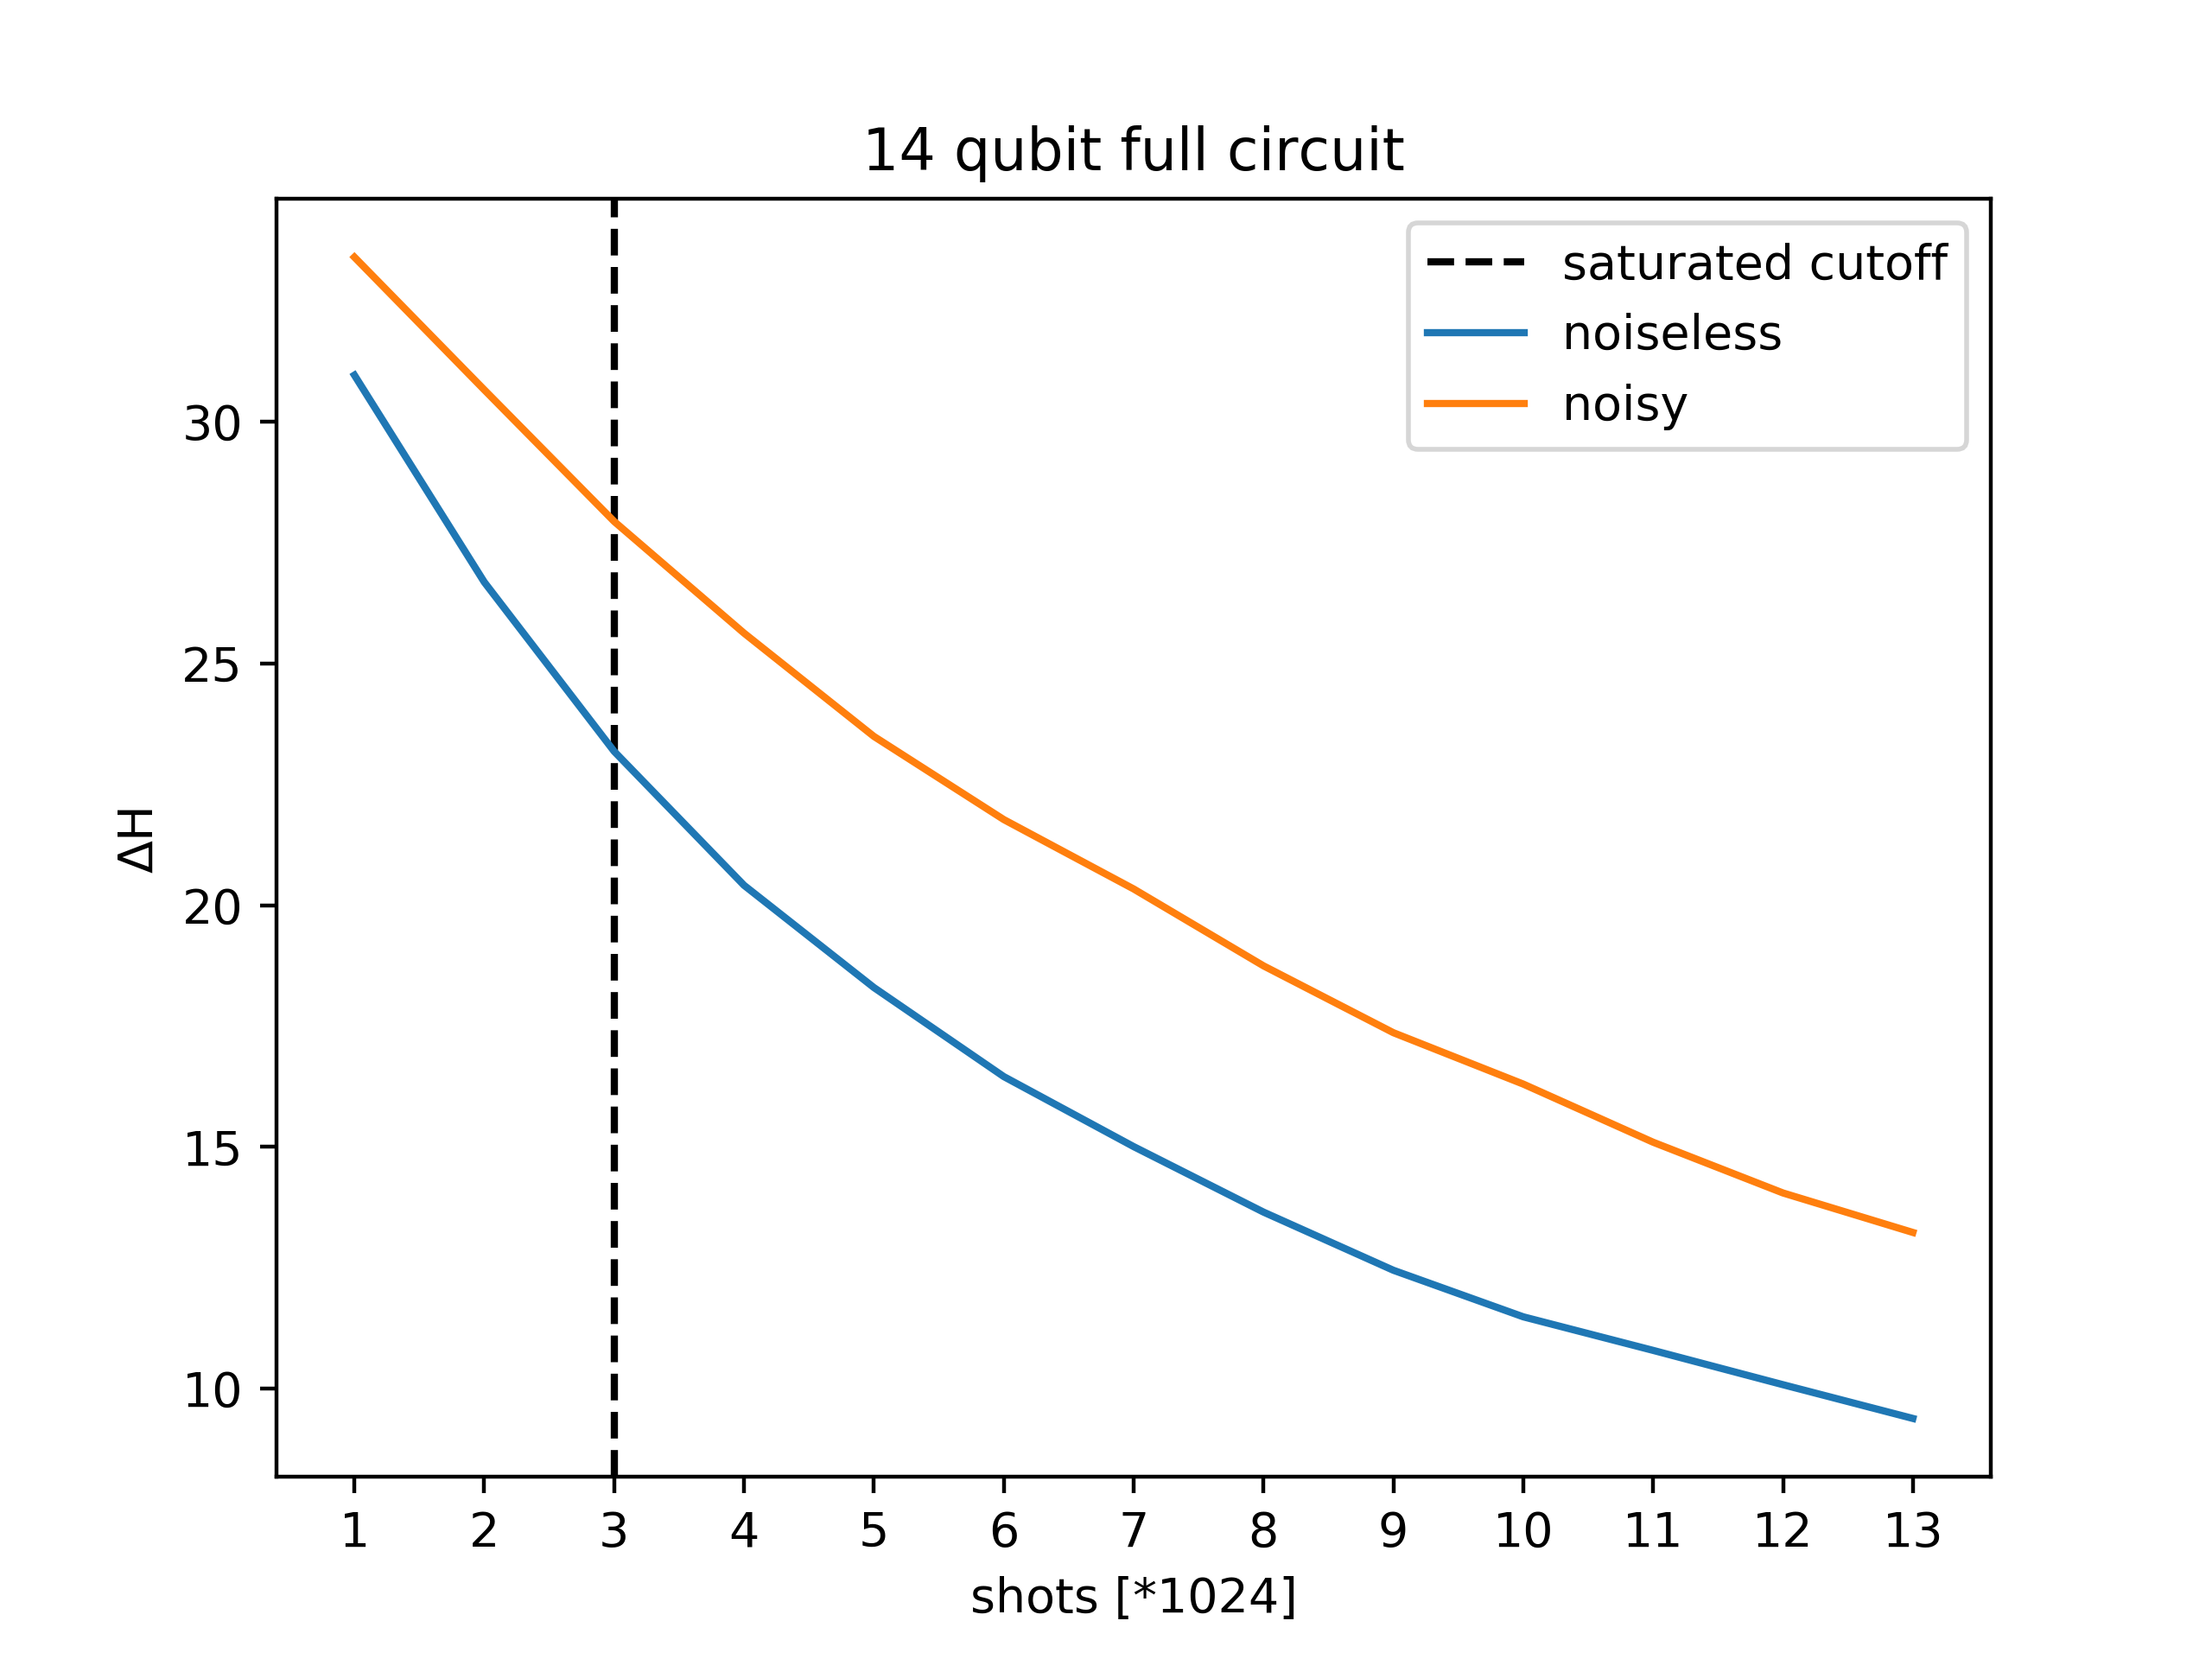 14 qubit full circuit
saturated cutoff
noiseless
noisy
ΔH
30
25
20
15
10
1 2 3 4 5 6 7 8 9 10 11 12 13
shots [*1024]